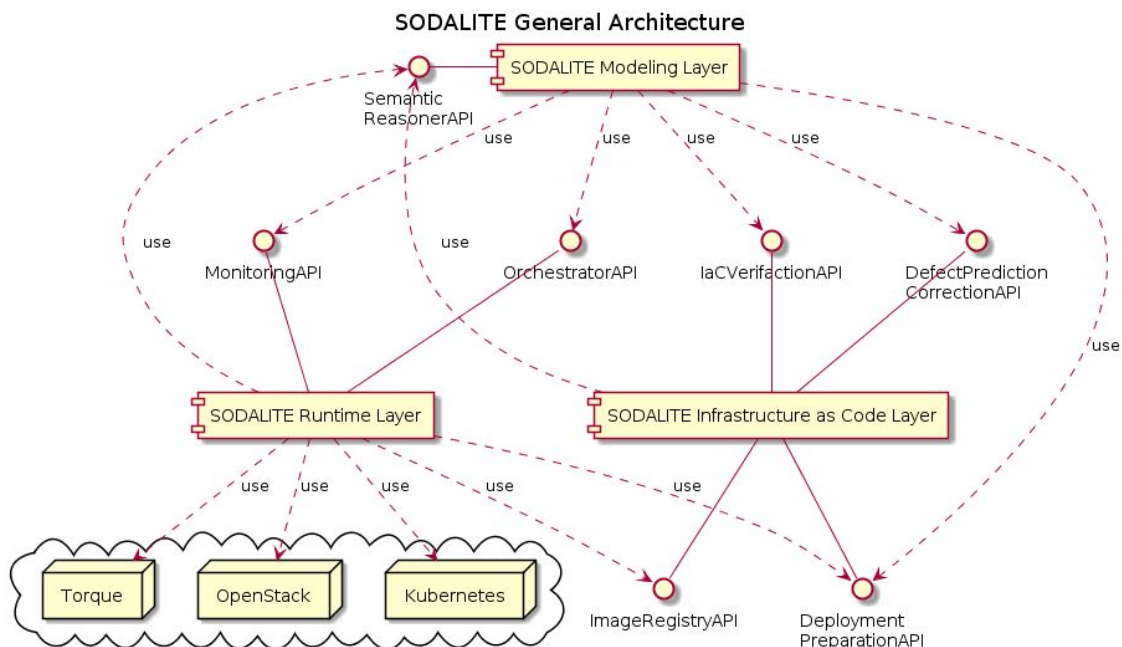 SODALITE General Architecture
SODALITE Modeling Layer
Semantic
ReasonerAPI
use
use
use
use
use
use
MonitoringAPI
OrchestratorAPI
IaCVerifactionAPI
DefectPrediction
CorrectionAPI
use
SODALITE Runtime Layer
SODALITE Infrastructure as Code Layer
use
use
use
use
use
Torque
OpenStack
Kubernetes
ImageRegistryAPI
Deployment
PreparationAPI